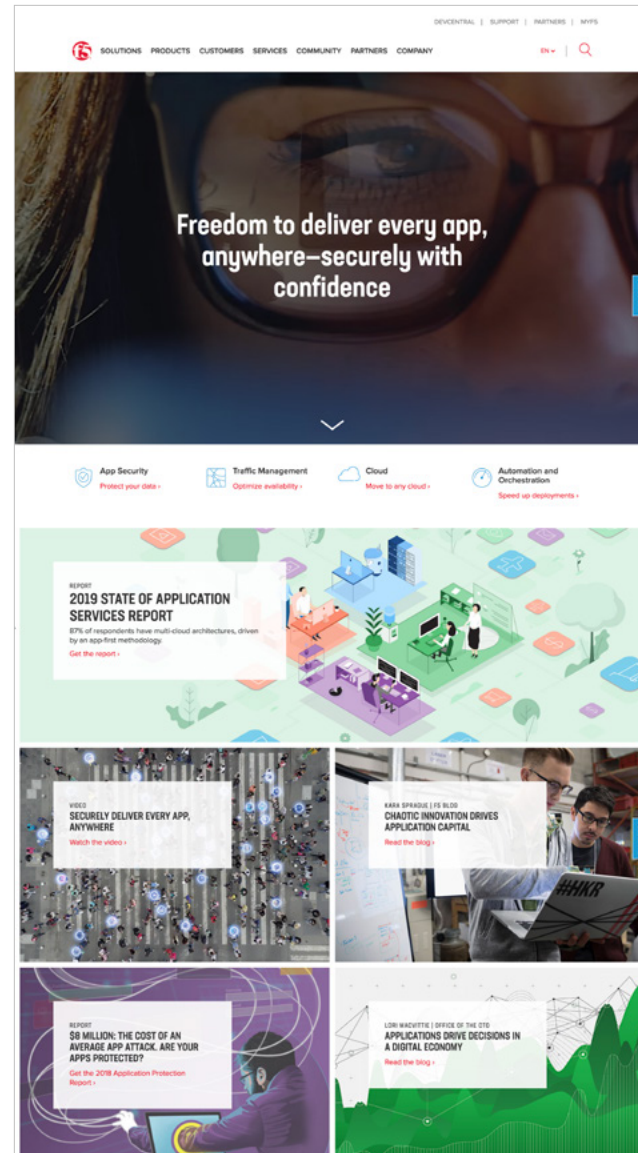 DEVCENTRAL | SUPPORT | PARTNERS | MYF5
f5 SOLUTIONS PRODUCTS CUSTOMERS SERVICES COMMUNITY PARTNERS COMPANY EN
Freedom to deliver every app,
anywhere—securely with
confidence
App Security
Protect your data ›
Traffic Management
Optimize availability ›
Cloud
Move to any cloud ›
Automation and
Orchestration
Speed up deployments ›
REPORT
2019 STATE OF APPLICATION
SERVICES REPORT
87% of respondents have multi-cloud architectures, driven
by an app-first methodology.
Get the report ›
VIDEO
SECURELY DELIVER EVERY APP,
ANYWHERE
Watch the video ›
KARA SPRAGUE | F5 BLOG
CHAOTIC INNOVATION DRIVES
APPLICATION CAPITAL
Read the blog ›
#HKR
REPORT
$8 MILLION: THE COST OF AN
AVERAGE APP ATTACK. ARE YOUR
APPS PROTECTED?
Get the 2018 Application Protection
Report ›
LORI MACVITTIE | OFFICE OF THE CTO
APPLICATIONS DRIVE DECISIONS IN
A DIGITAL ECONOMY
Read the blog ›